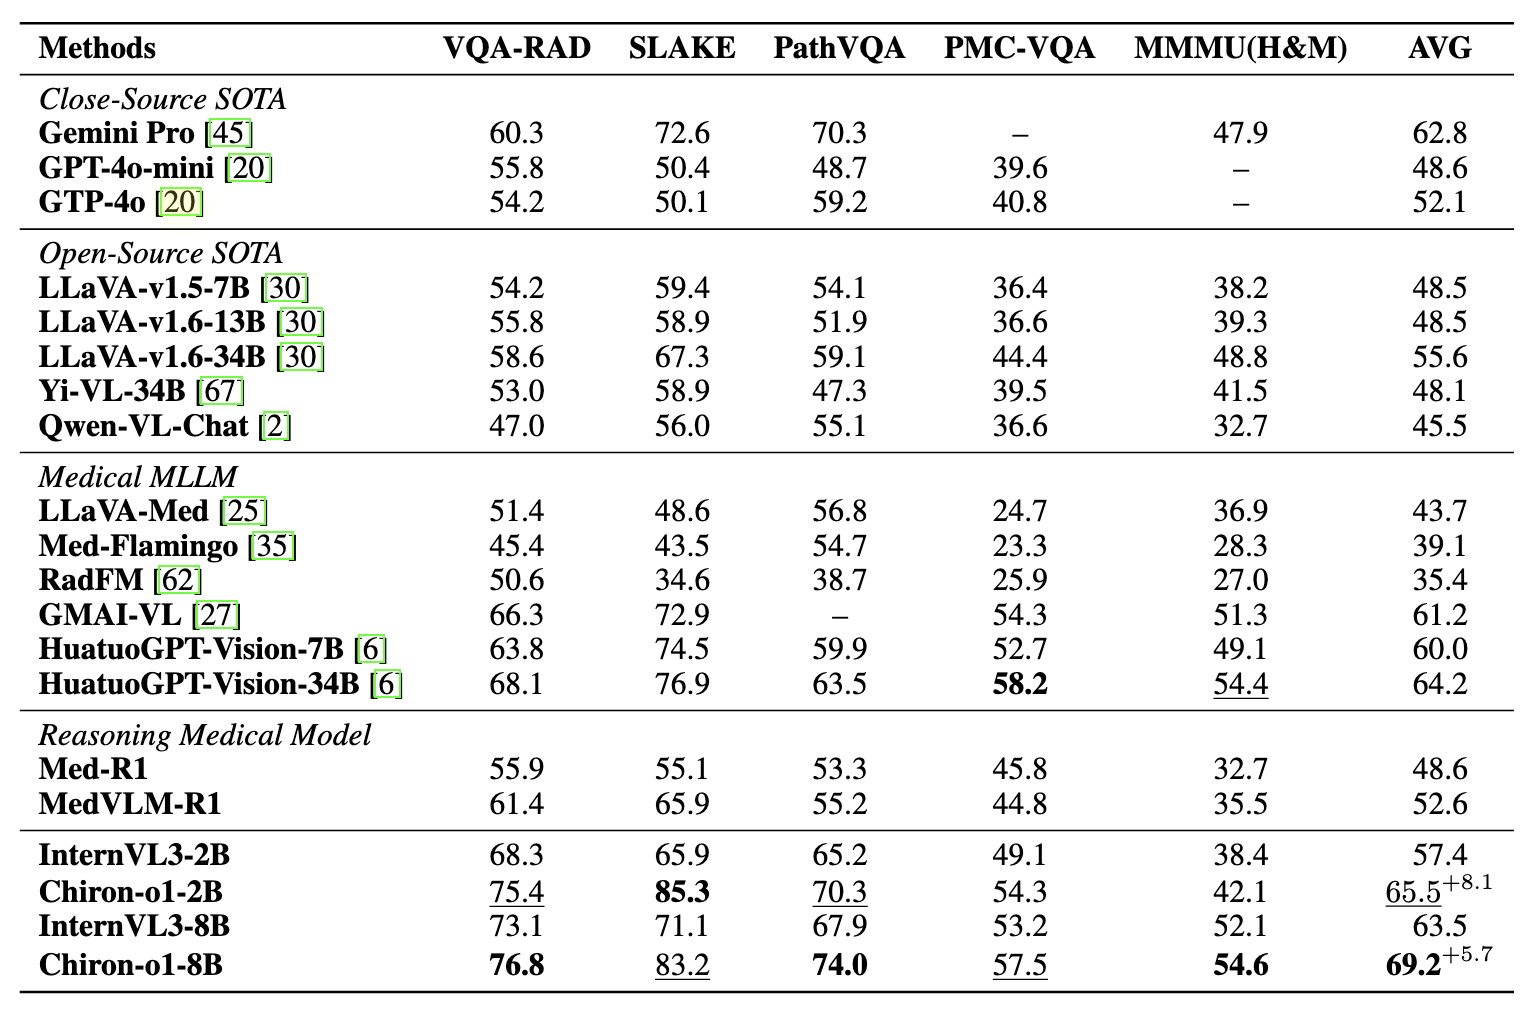 Methods VQA-RAD SLAKE PathVQA PMC-VQA MMMU(H&M) AVG
Close-Source SOTA
Gemini Pro [45] 60.3 72.6 70.3 – 47.9 62.8
GPT-4o-mini [20] 55.8 50.4 48.7 39.6 – 48.6
GTP-4o [20] 54.2 50.1 59.2 40.8 – 52.1
Open-Source SOTA
LLaVA-v1.5-7B [30] 54.2 59.4 54.1 36.4 38.2 48.5
LLaVA-v1.6-13B [30] 55.8 58.9 51.9 36.6 39.3 48.5
LLaVA-v1.6-34B [30] 58.6 67.3 59.1 44.4 48.8 55.6
Yi-VL-34B [67] 53.0 58.9 47.3 39.5 41.5 48.1
Qwen-VL-Chat [2] 47.0 56.0 55.1 36.6 32.7 45.5
Medical MLLM
LLaVA-Med [25] 51.4 48.6 56.8 24.7 36.9 43.7
Med-Flamingo [35] 45.4 43.5 54.7 23.3 28.3 39.1
RadFM [62] 50.6 34.6 38.7 25.9 27.0 35.4
GMAI-VL [27] 66.3 72.9 – 54.3 51.3 61.2
HuatuoGPT-Vision-7B [6] 63.8 74.5 59.9 52.7 49.1 60.0
HuatuoGPT-Vision-34B [6] 68.1 76.9 63.5 58.2 54.4 64.2
Reasoning Medical Model
Med-R1 55.9 55.1 53.3 45.8 32.7 48.6
MedVLM-R1 61.4 65.9 55.2 44.8 35.5 52.6
InternVL3-2B 68.3 65.9 65.2 49.1 38.4 57.4
Chiron-o1-2B 75.4 85.3 70.3 54.3 42.1 65.5+8.1
InternVL3-8B 73.1 71.1 67.9 53.2 52.1 63.5
Chiron-o1-8B 76.8 83.2 74.0 57.5 54.6 69.2+5.7